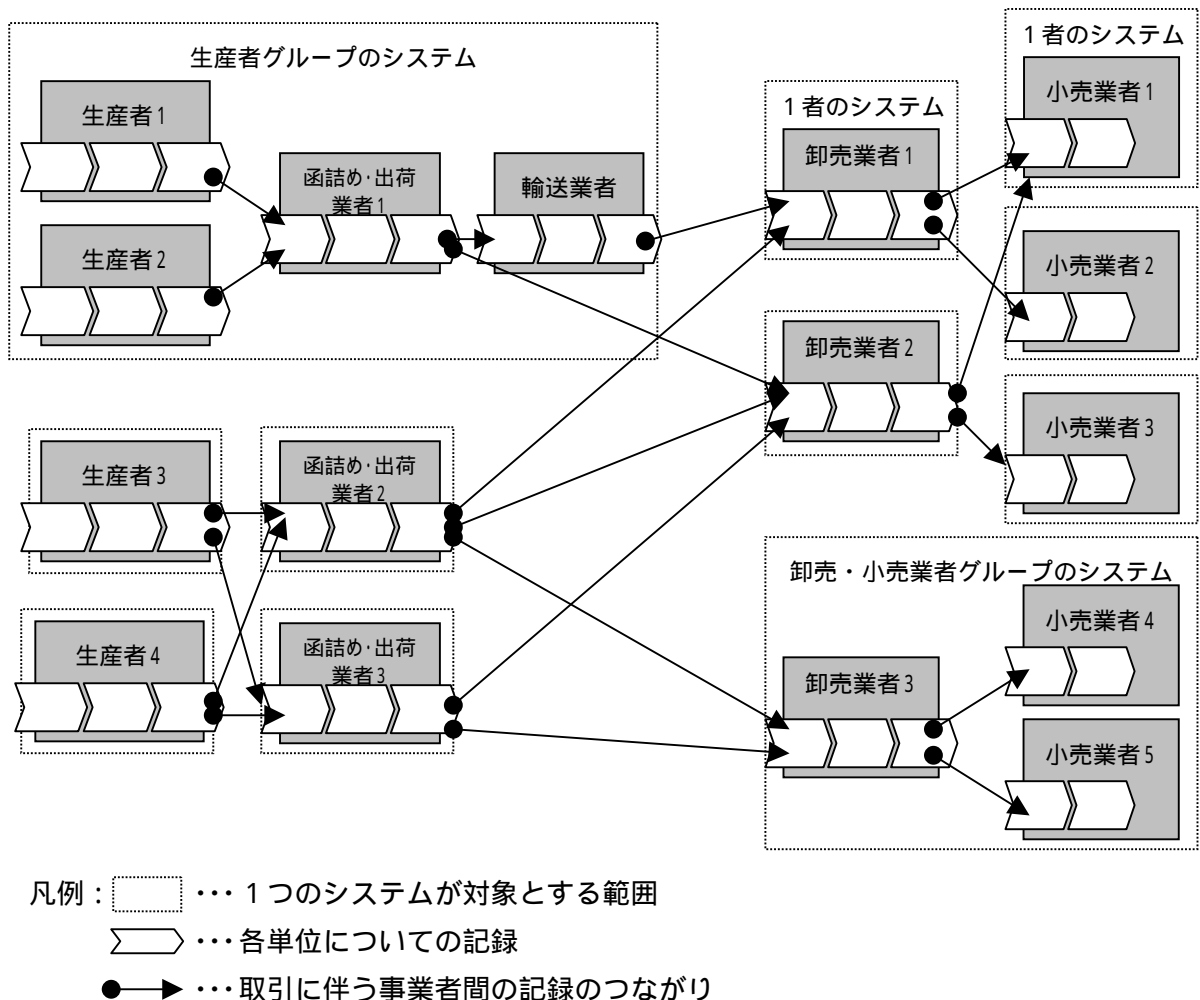 生産者グループのシステム
生産者1
生産者2
函詰め・出荷
業者1
輸送業者
1者のシステム
卸売業者1
卸売業者2
1者のシステム
小売業者1
小売業者2
小売業者3
生産者3
函詰め・出荷
業者2
生産者4
函詰め・出荷
業者3
卸売・小売業者グループのシステム
卸売業者3
小売業者4
小売業者5
凡例：
・・・1つのシステムが対象とする範囲
・・・各単位についての記録
・・・取引に伴う事業者間の記録のつながり